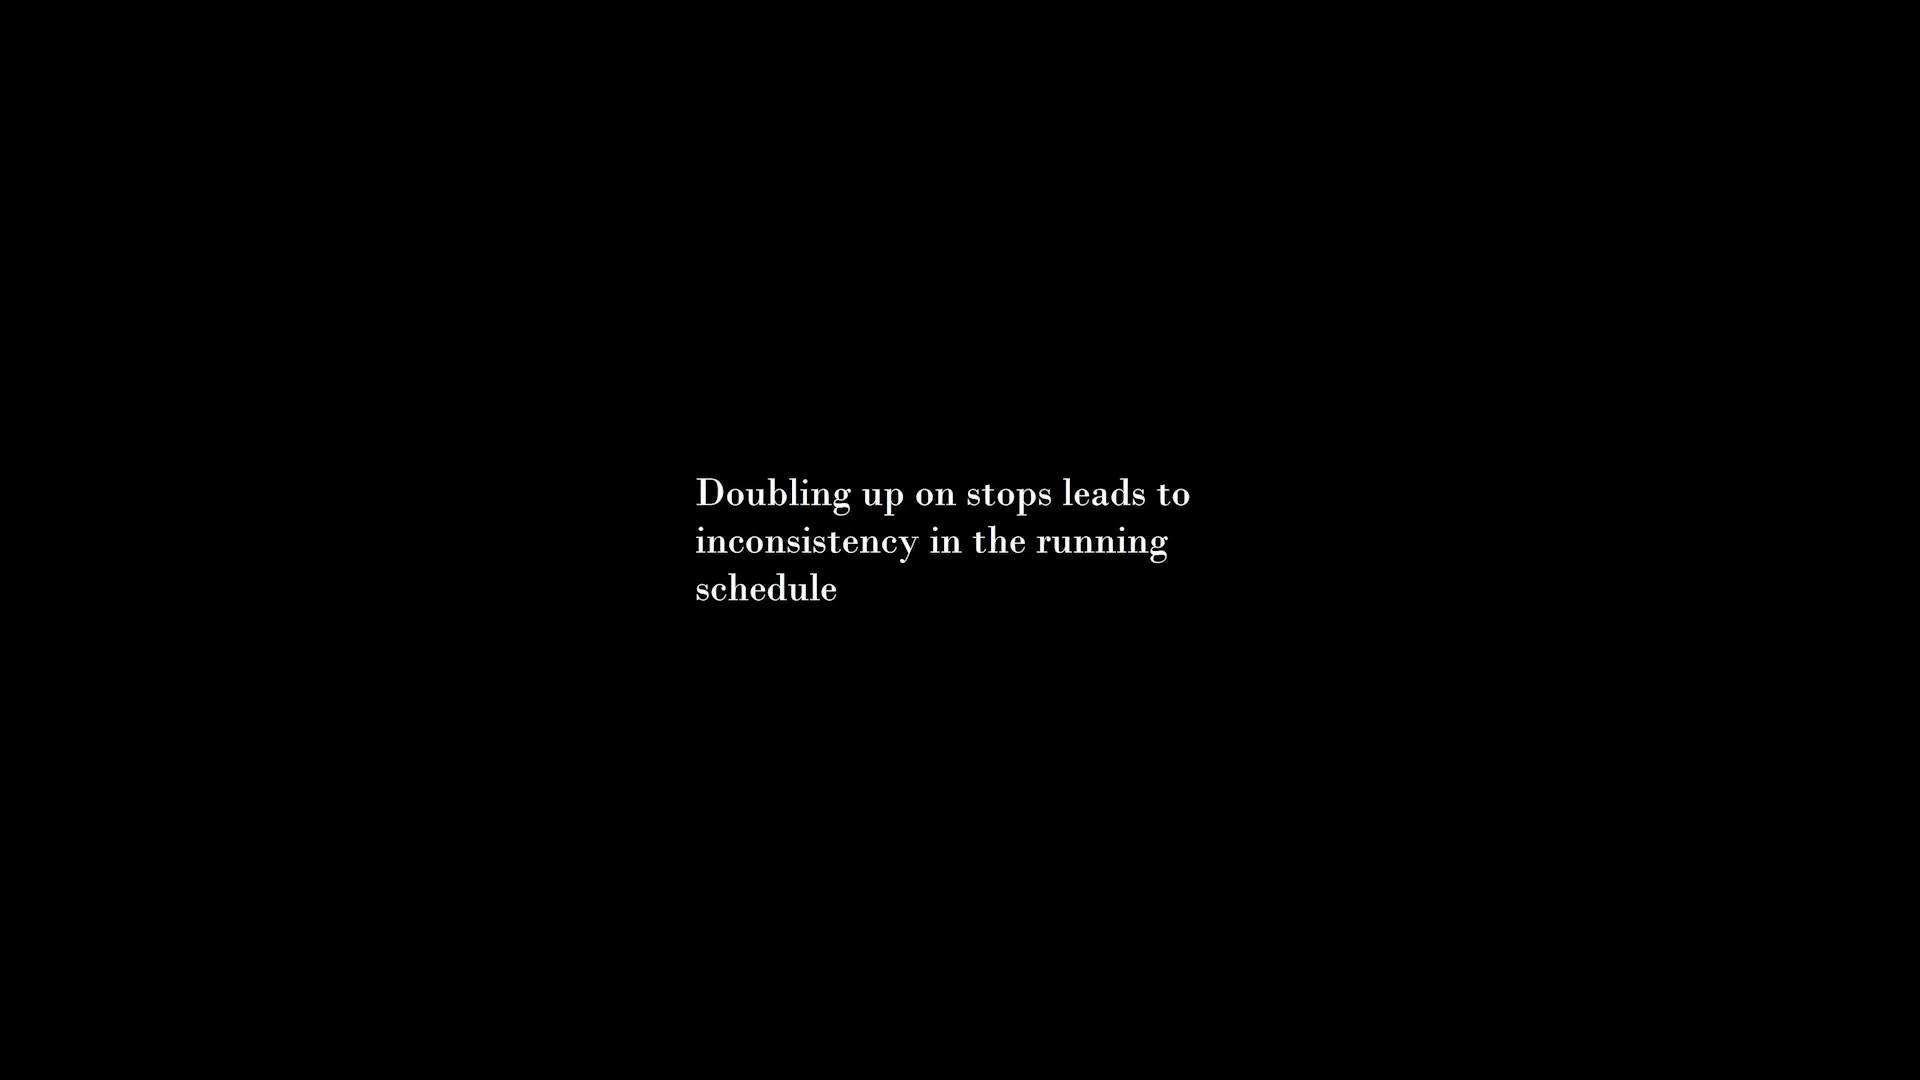 Doubling up on stops leads to
inconsistency in the running
schedule